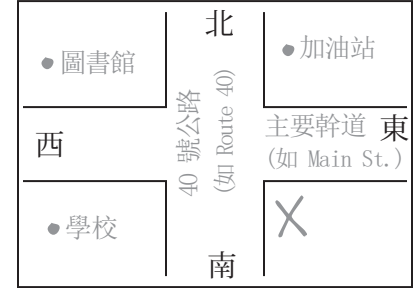 北
圖書館
加油站
40 號公路
(如 Route 40)
主要幹道
(如 Main St.)
西
東
學校
X
南